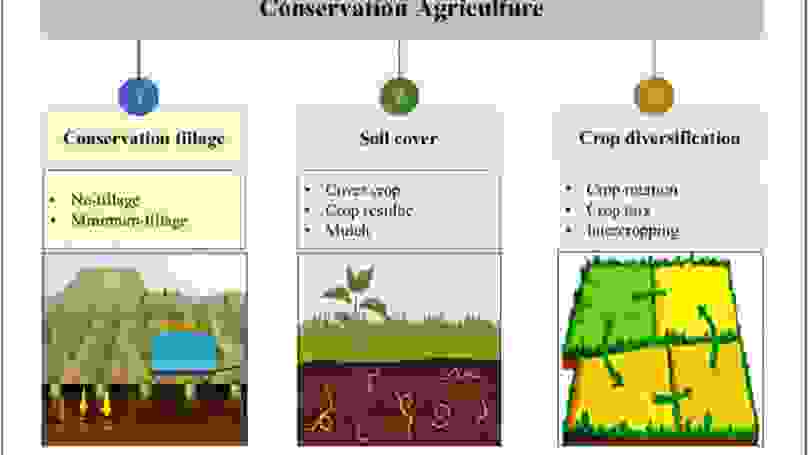 Conservation Agriculture
Conservation tillage
Soil cover
Crop diversification
• No-tillage
• Minimum-tillage
• Cover crop
• Crop residue
• Mulch
• Crop rotation
• Crop mix
• Intercropping